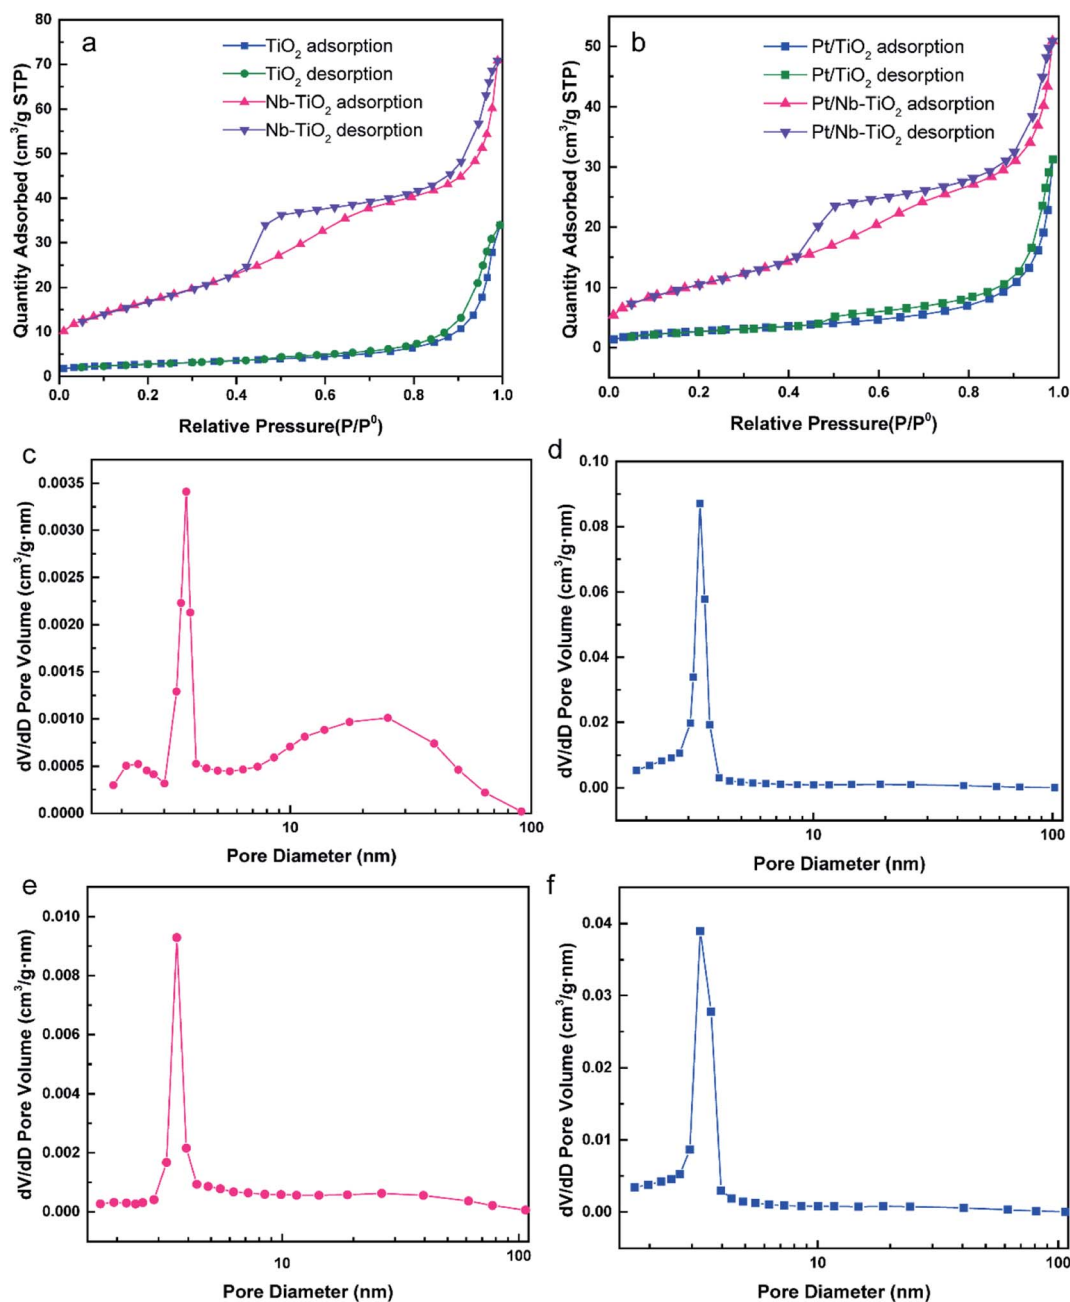 a
TiO₂ adsorption
TiO₂ desorption
Nb-TiO₂ adsorption
Nb-TiO₂ desorption
Quantity Adsorbed (cm³/g STP)
80
70
60
50
40
30
20
10
0
0.0 0.2 0.4 0.6 0.8 1.0
Relative Pressure(P/P⁰)
b
Pt/TiO₂ adsorption
Pt/TiO₂ desorption
Pt/Nb-TiO₂ adsorption
Pt/Nb-TiO₂ desorption
Quantity Adsorbed (cm³/g STP)
50
40
30
20
10
0
0.0 0.2 0.4 0.6 0.8 1.0
Relative Pressure(P/P⁰)
c
dV/dD Pore Volume (cm³/g·nm)
0.0035
0.0030
0.0025
0.0020
0.0015
0.0010
0.0005
0.0000
10 100
Pore Diameter (nm)
d
dV/dD Pore Volume (cm³/g·nm)
0.10
0.08
0.06
0.04
0.02
0.00
10 100
Pore Diameter (nm)
e
dV/dD Pore Volume (cm³/g·nm)
0.010
0.008
0.006
0.004
0.002
0.000
10 100
Pore Diameter (nm)
f
dV/dD Pore Volume (cm³/g·nm)
0.04
0.03
0.02
0.01
0.00
10 100
Pore Diameter (nm)